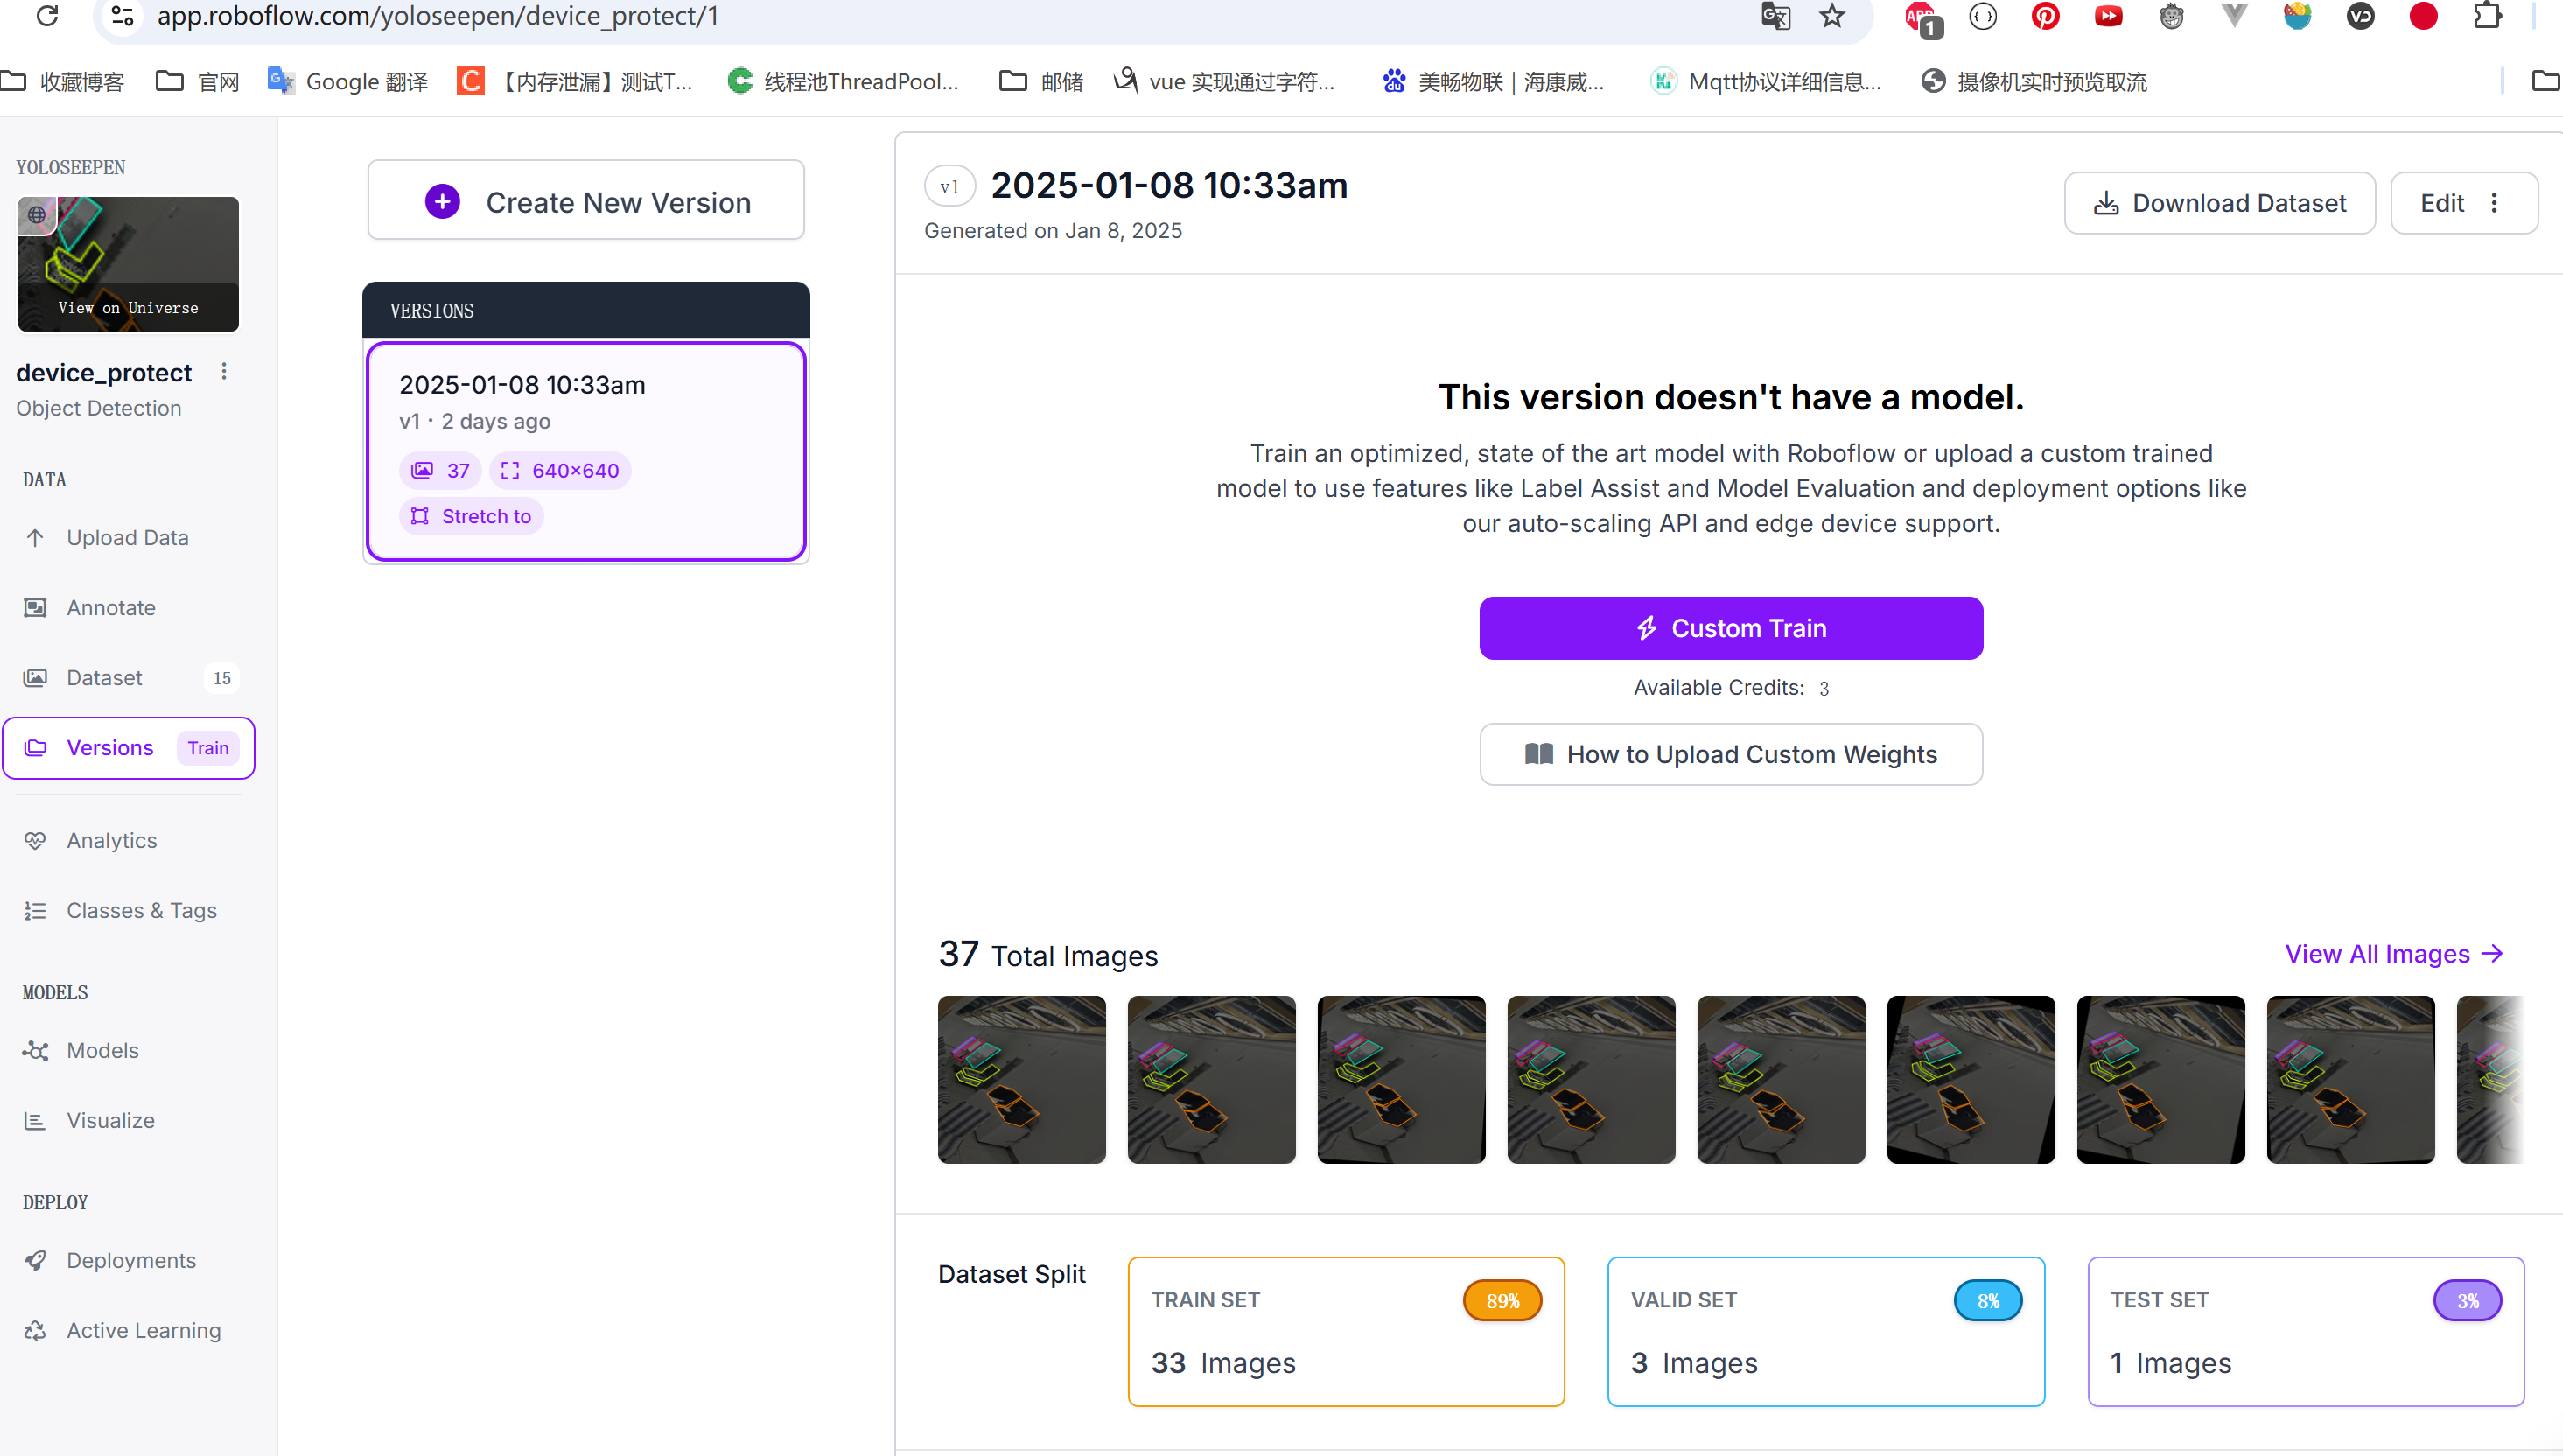 app.roboflow.com/yoloseepen/device_protect/1
1
收藏博客
官网
Google 翻译
【内存泄漏】测试T...
线程池ThreadPool...
邮储
vue 实现通过字符...
美畅物联｜海康威...
Mqtt协议详细信息...
摄像机实时预览取流
YOLOSEEPEN
View on Universe
device_protect
Object Detection
DATA
Upload Data
Annotate
Dataset 15
Versions Train
Analytics
Classes & Tags
MODELS
Models
Visualize
DEPLOY
Deployments
Active Learning
Create New Version
VERSIONS
2025-01-08 10:33am
v1 · 2 days ago
37 640×640
Stretch to
v1 2025-01-08 10:33am
Generated on Jan 8, 2025
Download Dataset
Edit
This version doesn't have a model.
Train an optimized, state of the art model with Roboflow or upload a custom trained
model to use features like Label Assist and Model Evaluation and deployment options like
our auto-scaling API and edge device support.
Custom Train
Available Credits: 3
How to Upload Custom Weights
37 Total Images
View All Images →
Dataset Split
TRAIN SET 89%
33 Images
VALID SET 8%
3 Images
TEST SET 3%
1 Images